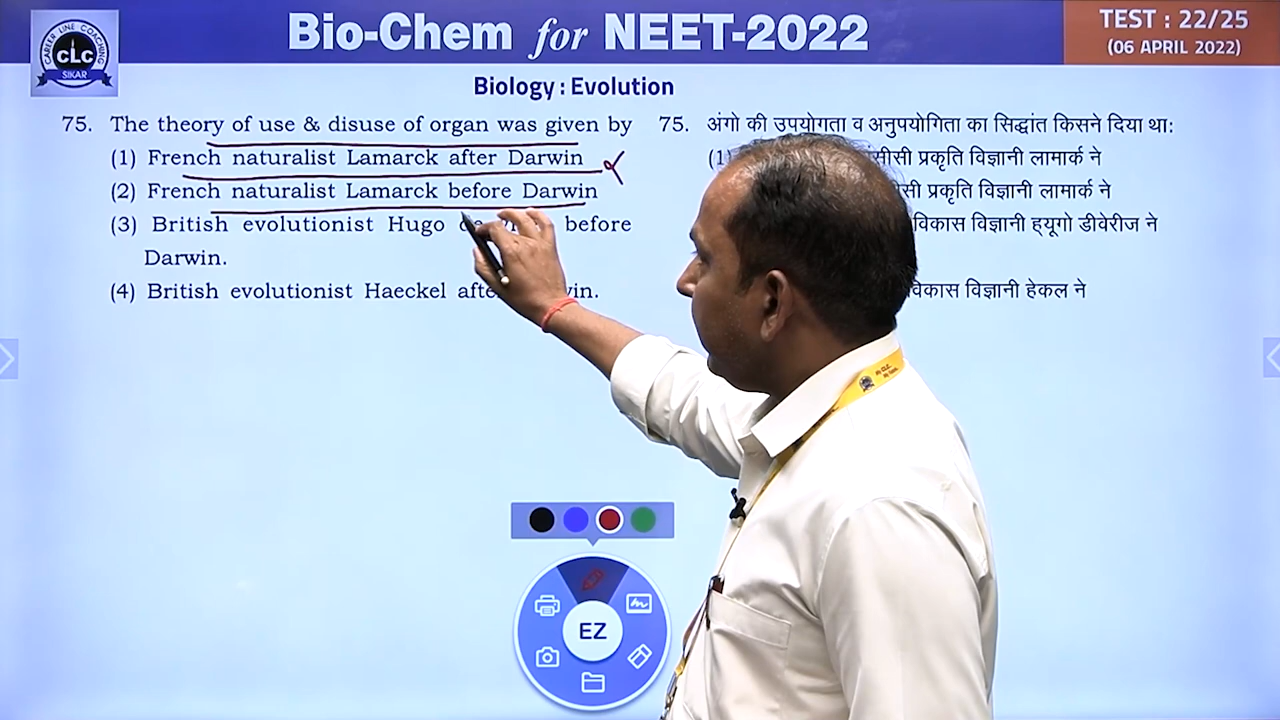 CAREER LINE COACHING
CLC
SIKAR
Bio-Chem for NEET-2022
TEST : 22/25
(06 APRIL 2022)
Biology : Evolution
75. The theory of use & disuse of organ was given by
(1) French naturalist Lamarck after Darwin
(2) French naturalist Lamarck before Darwin
(3) British evolutionist Hugo before
Darwin.
(4) British evolutionist Haeckel
75. अंगो की उपयोगता व अनुपयोगिता का सिद्धांत किसने दिया था:
(1) प्रकृति विज्ञानी लामार्क ने
प्रकृति विज्ञानी लामार्क ने
विकास विज्ञानी ह्यूगो डीवेरीज ने
विकास विज्ञानी हेकल ने
EZ